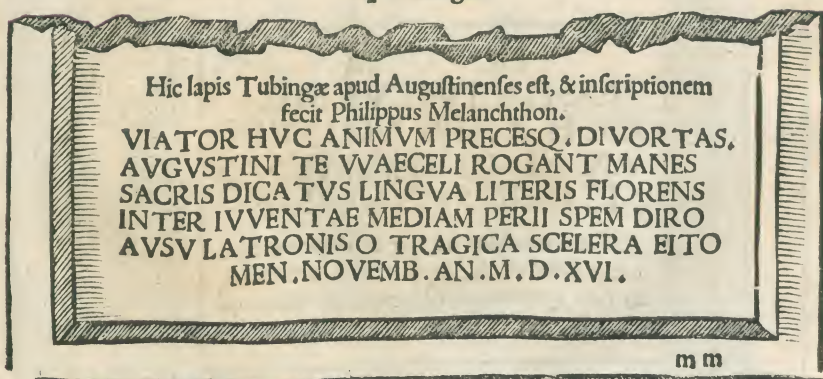 Hic lapis Tubingæ apud Auguſtinenſes eſt, & inſcriptionem
fecit Philippus Melanchthon.
VIATOR HVC ANIMVM PRECESQ. DIVORTAS.
AVGVSTINI TE VVAECELI ROGANT MANES
SACRIS DICATVS LINGVA LITERIS FLORENS
INTER IVVENTAE MEDIAM PERII SPEM DIRO
AVSV LATRONIS O TRAGICA SCELERA EITO
MEN. NOVEMB. AN. M. D. XVI.
m m